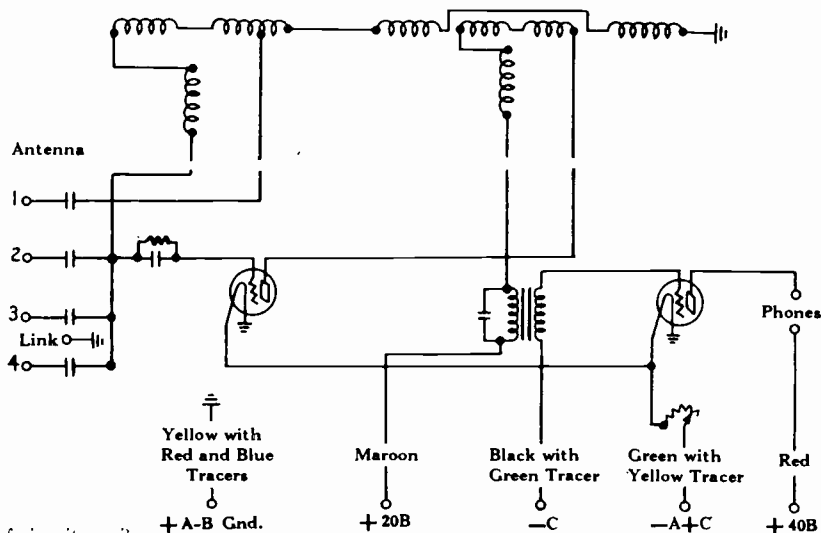 Antenna
1
2
3
Link
4
Phones
Yellow with
Red and Blue
Tracers
Maroon
Black with
Green Tracer
Green with
Yellow Tracer
Red
+ A-B Gnd.
+ 20B
—C
—A+C
+ 40B